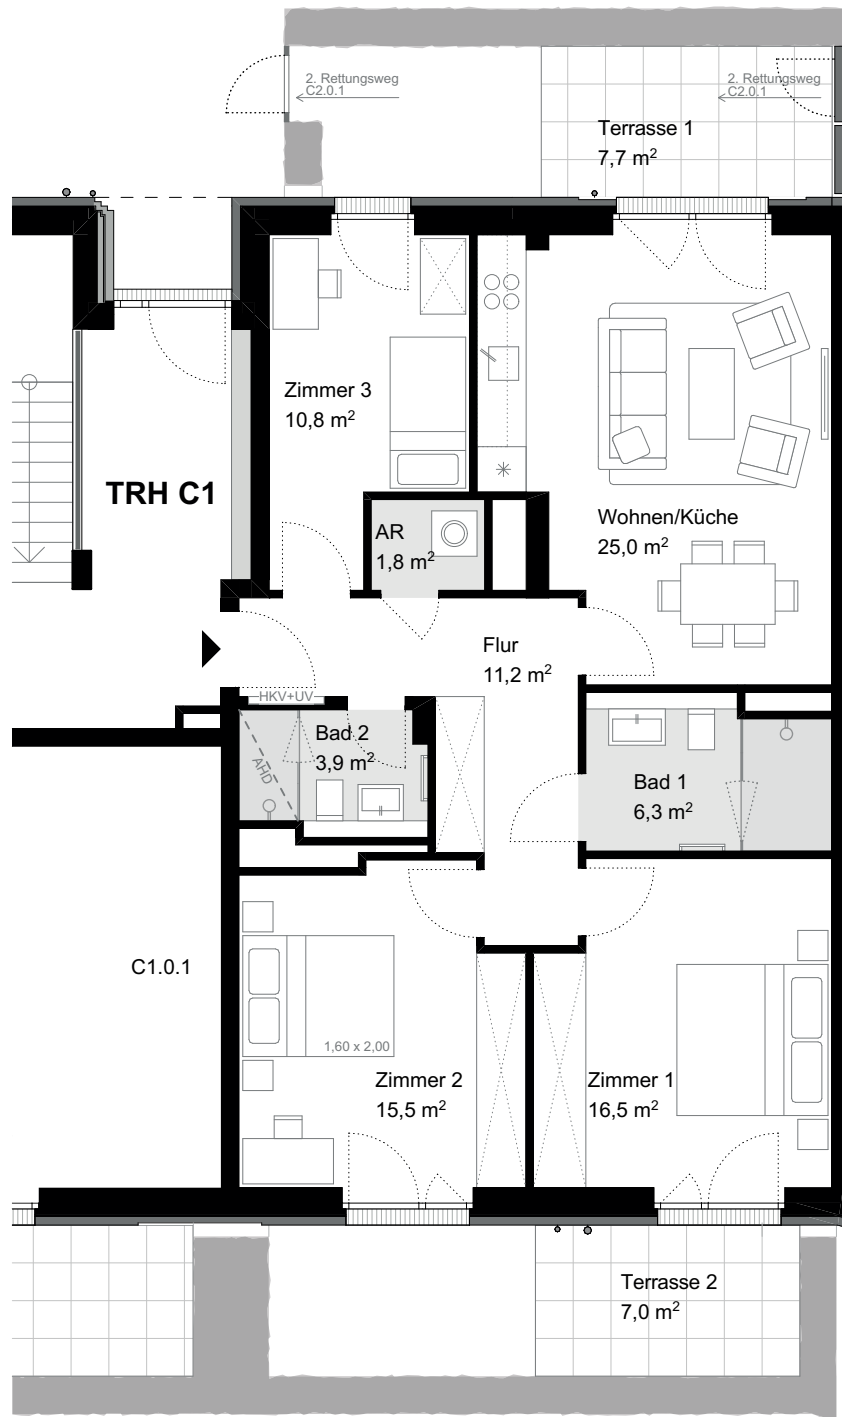 2. Rettungsweg
C2.0.1
2. Rettungsweg
C2.0.1
Terrasse 1
7,7 m²
Zimmer 3
10,8 m²
TRH C1
AR
1,8 m²
Wohnen/Küche
25,0 m²
Flur
11,2 m²
HKV+UV
Bad 2
3,9 m²
AHD
Bad 1
6,3 m²
C1.0.1
1,60 x 2,00
Zimmer 2
15,5 m²
Zimmer 1
16,5 m²
Terrasse 2
7,0 m²